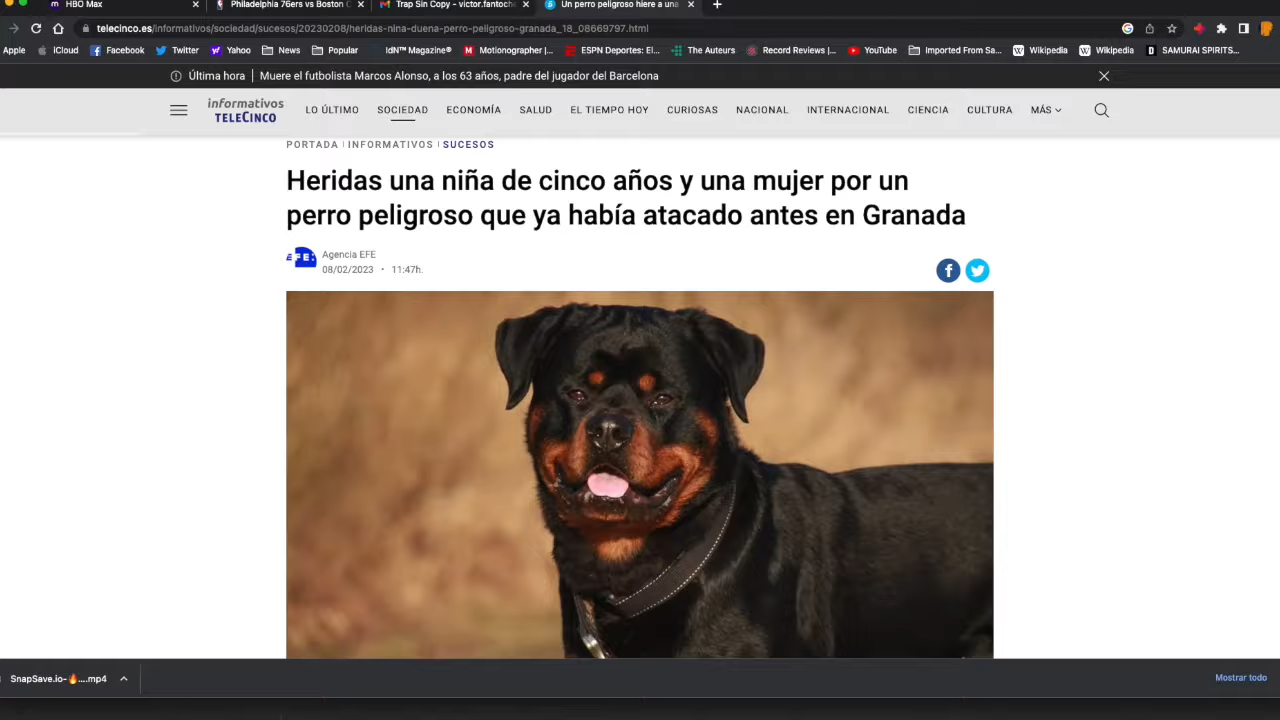 HBO Max
Philadelphia 76ers vs Boston C
Trap Sin Copy - victor.fantoche
Un perro peligroso hiere a una
telecinco.es/informativos/sociedad/sucesos/20230208/heridas-nina-duena-perro-peligroso-granada_18_08669797.html
Apple iCloud Facebook Twitter Yahoo News Popular IdN™ Magazine® Motionographer |... ESPN Deportes: El... The Auteurs Record Reviews |... YouTube Imported From Sa... Wikipedia Wikipedia SAMURAI SPIRITS...
Última hora | Muere el futbolista Marcos Alonso, a los 63 años, padre del jugador del Barcelona
informativos
TELECINCO
LO ÚLTIMO SOCIEDAD ECONOMÍA SALUD EL TIEMPO HOY CURIOSAS NACIONAL INTERNACIONAL CIENCIA CULTURA MÁS
PORTADA | INFORMATIVOS | SUCESOS
Heridas una niña de cinco años y una mujer por un
perro peligroso que ya había atacado antes en Granada
EFE:
Agencia EFE
08/02/2023 • 11:47h.
SnapSave.io-🔥....mp4
Mostrar todo